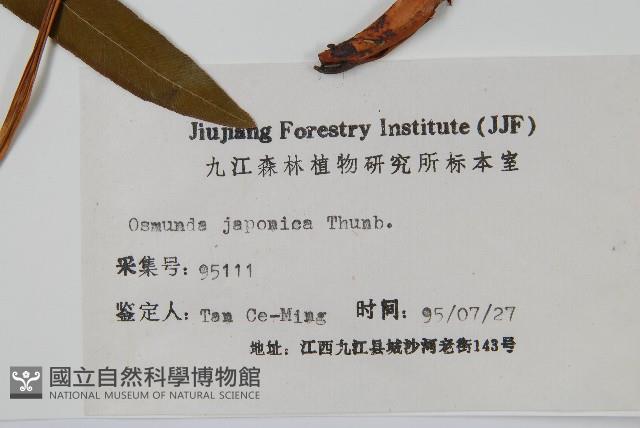 Jiujiang Forestry Institute (JJF)
九江森林植物研究所标本室
Osmunda japonica Thunb.
采集号: 95111
鉴定人: Tan Ce-Ming 时间: 95/07/27
地址: 江西九江县城沙河老街143号
國立自然科學博物館
NATIONAL MUSEUM OF NATURAL SCIENCE